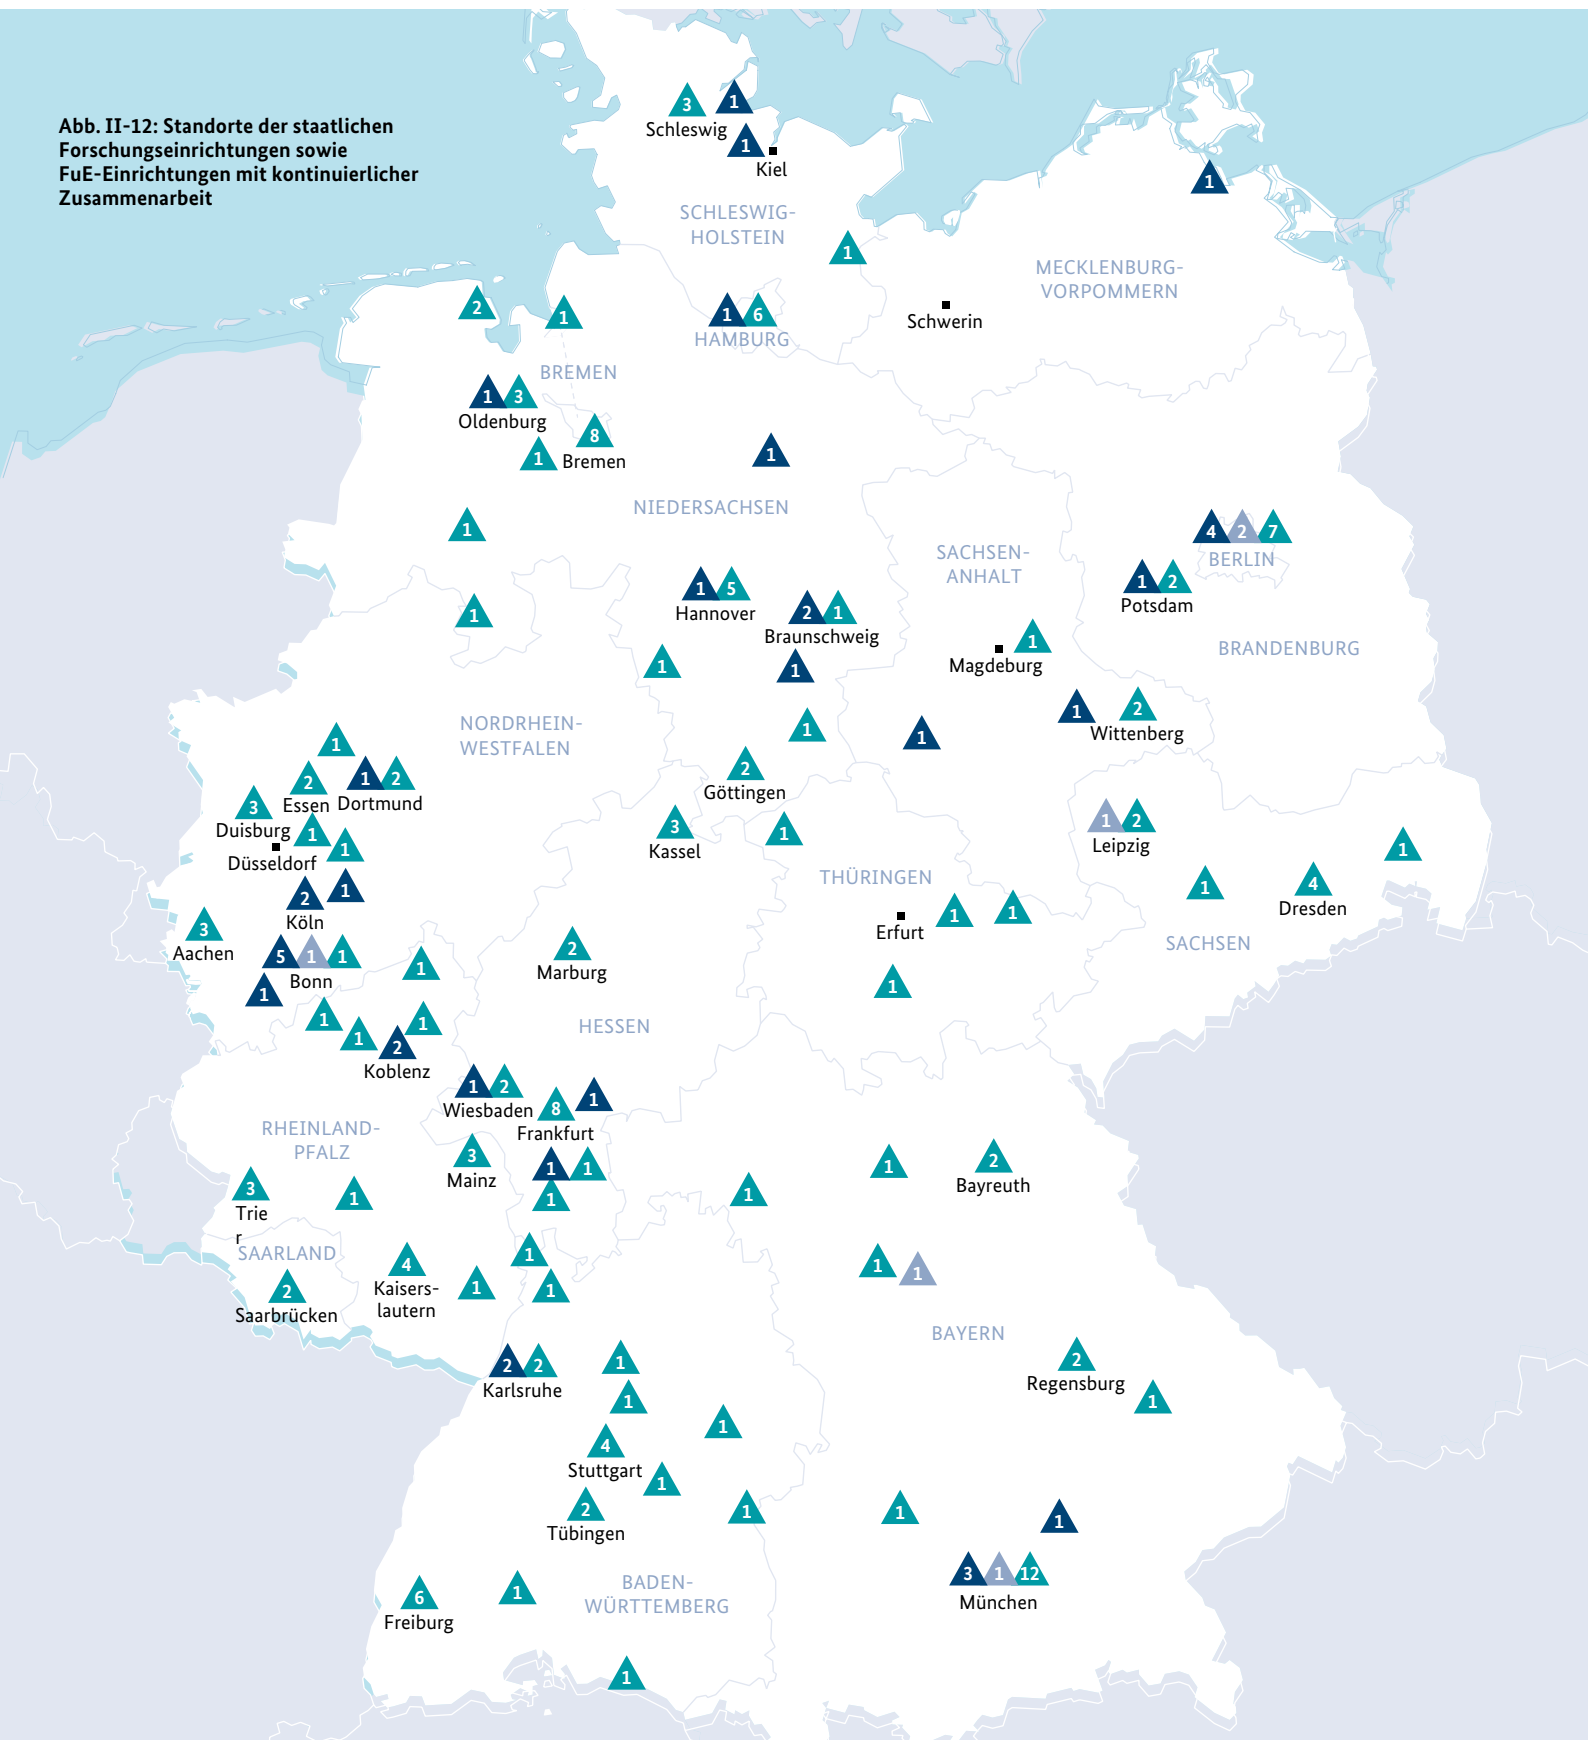 Abb. II-12: Standorte der staatlichen
Forschungseinrichtungen sowie
FuE-Einrichtungen mit kontinuierlicher
Zusammenarbeit
3
1
Schleswig
1
Kiel
1
SCHLESWIG-
HOLSTEIN
1
MECKLENBURG-
VORPOMMERN
2
1
1
6
HAMBURG
Schwerin
BREMEN
1
3
Oldenburg
8
1
Bremen
1
NIEDERSACHSEN
1
4
2
7
BERLIN
SACHSEN-
ANHALT
1
2
Potsdam
1
5
Hannover
2
1
Braunschweig
1
1
Magdeburg
BRANDENBURG
1
1
1
2
Wittenberg
NORDRHEIN-
WESTFALEN
1
1
1
2
Göttingen
2
Essen
1
2
Dortmund
3
Duisburg
1
1
Düsseldorf
3
Kassel
1
1
2
Leipzig
1
THÜRINGEN
2
Köln
1
1
4
Dresden
1
1
Erfurt
3
Aachen
SACHSEN
5
1
1
Bonn
1
2
Marburg
1
1
1
1
1
2
Koblenz
HESSEN
1
2
Wiesbaden
8
1
Frankfurt
RHEINLAND-
PFALZ
3
Mainz
1
1
1
1
2
Bayreuth
3
Trie
r
1
1
SAARLAND
1
4
Kaisers-
lautern
1
1
1
1
2
Saarbrücken
BAYERN
2
2
Karlsruhe
1
2
Regensburg
1
1
1
4
Stuttgart
1
2
Tübingen
1
1
1
3
1
12
München
BADEN-
WÜRTTEMBERG
6
Freiburg
1
1